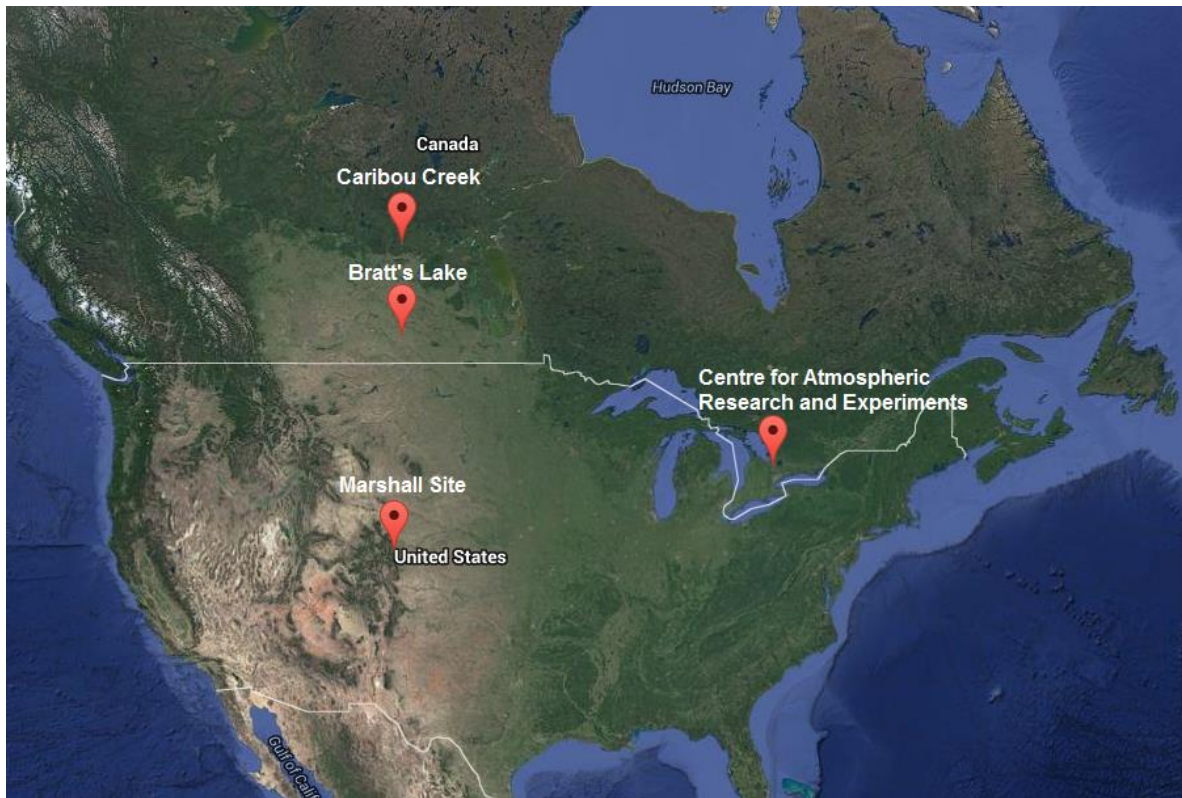 Hudson Bay
Canada
Caribou Creek
Bratt's Lake
Centre for Atmospheric
Research and Experiments
Marshall Site
United States
Gulf of Calif